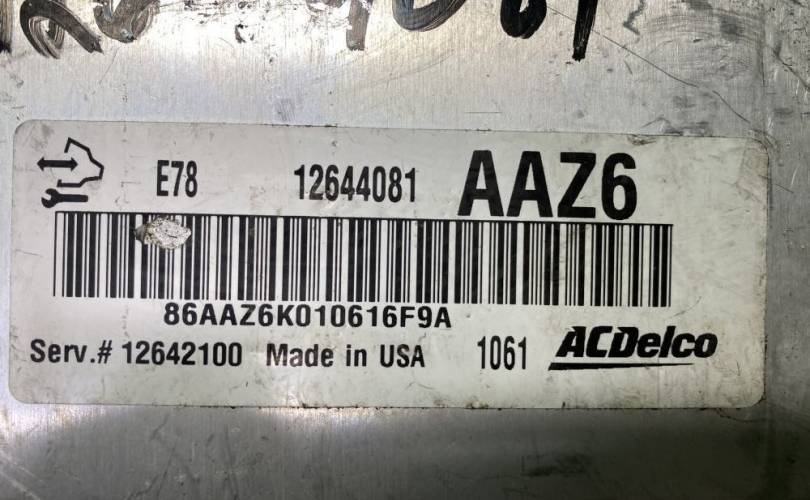 E78 12644081 AAZ6
86AAZ6K010616F9A
Serv.# 12642100 Made in USA 1061 ACDelco